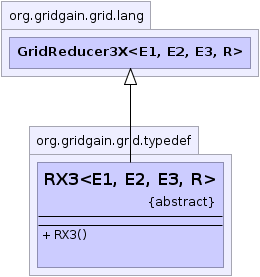 org.gridgain.grid.lang
GridReducer3X<E1, E2, E3, R>
org.gridgain.grid.typedef
RX3<E1, E2, E3, R>
{abstract}
+ RX3()